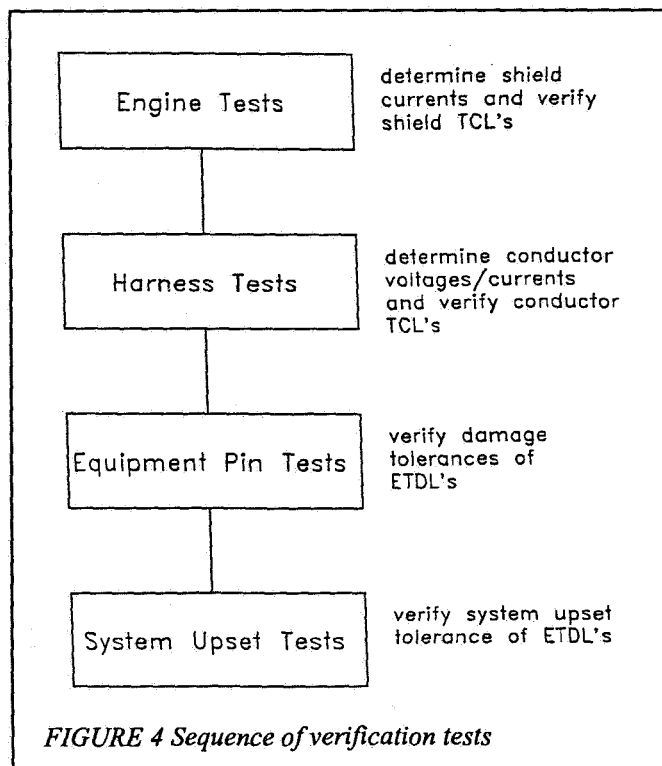 Engine Tests
determine shield
currents and verify
shield TCL's
Harness Tests
determine conductor
voltages/currents
and verify conductor
TCL's
Equipment Pin Tests
verify damage
tolerances of
ETDL's
System Upset Tests
verify system upset
tolerance of ETDL's
FIGURE 4 Sequence of verification tests